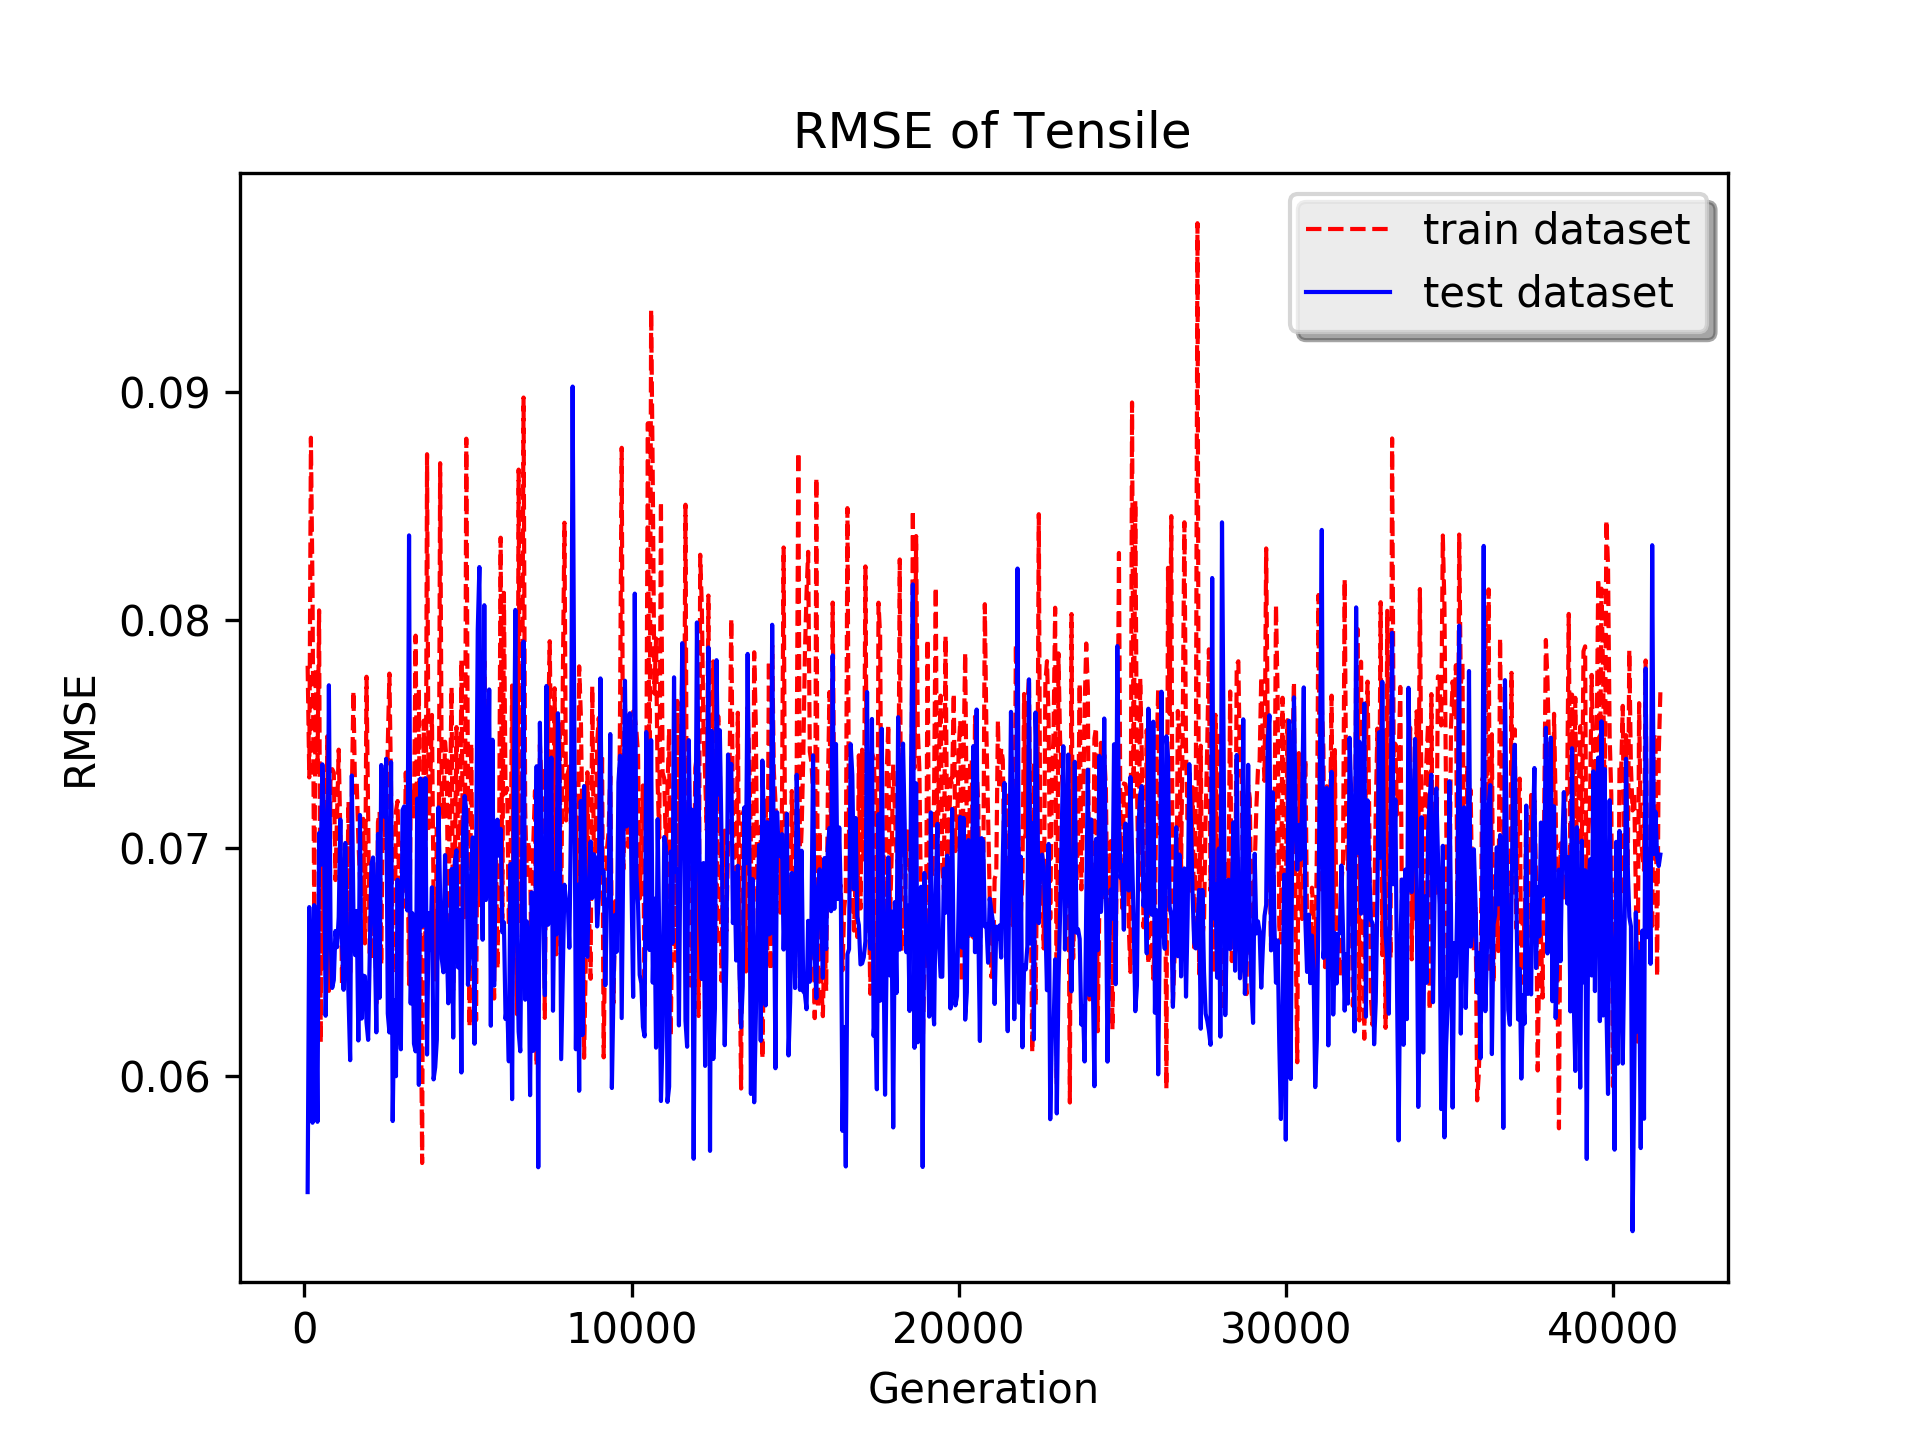 RMSE of Tensile
train dataset
test dataset
0.09
0.08
0.07
0.06
RMSE
0
10000
20000
30000
40000
Generation